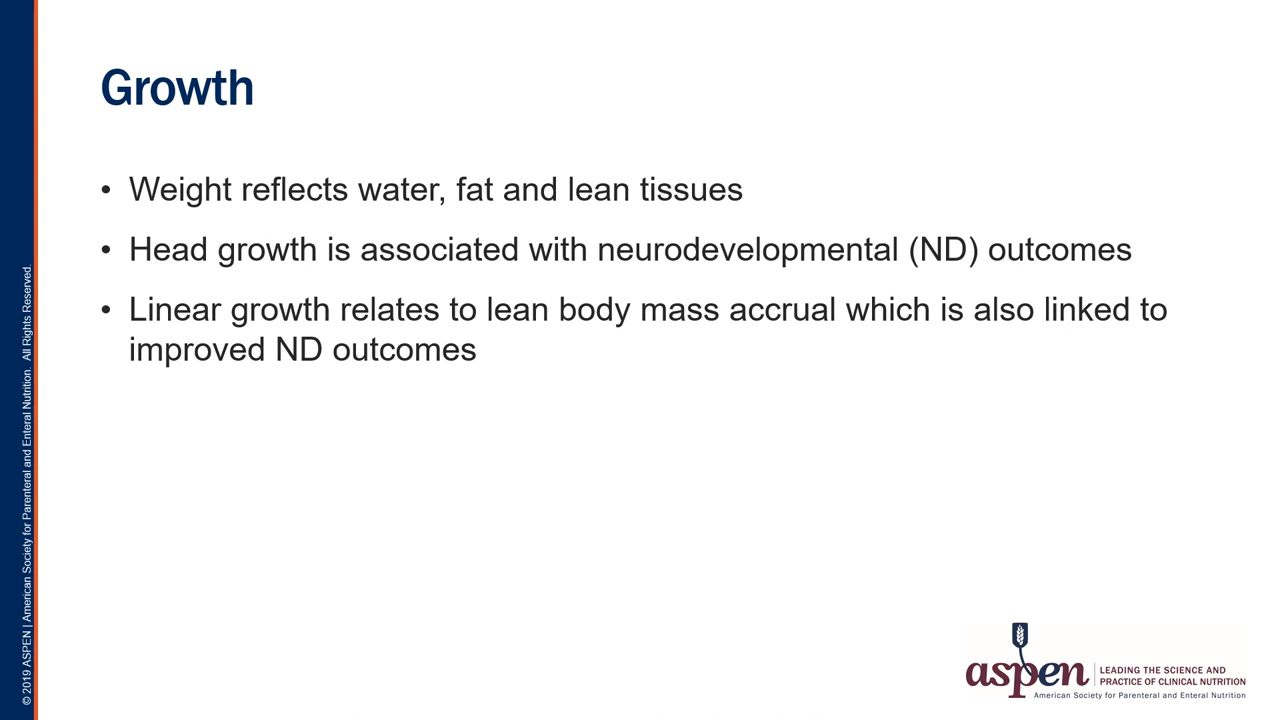 Growth
• Weight reflects water, fat and lean tissues
• Head growth is associated with neurodevelopmental (ND) outcomes
• Linear growth relates to lean body mass accrual which is also linked to
improved ND outcomes
© 2019 ASPEN | American Society for Parenteral and Enteral Nutrition. All Rights Reserved.
aspen
LEADING THE SCIENCE AND
PRACTICE OF CLINICAL NUTRITION
American Society for Parenteral and Enteral Nutrition